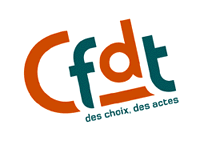 Cfdt
des choix, des actes